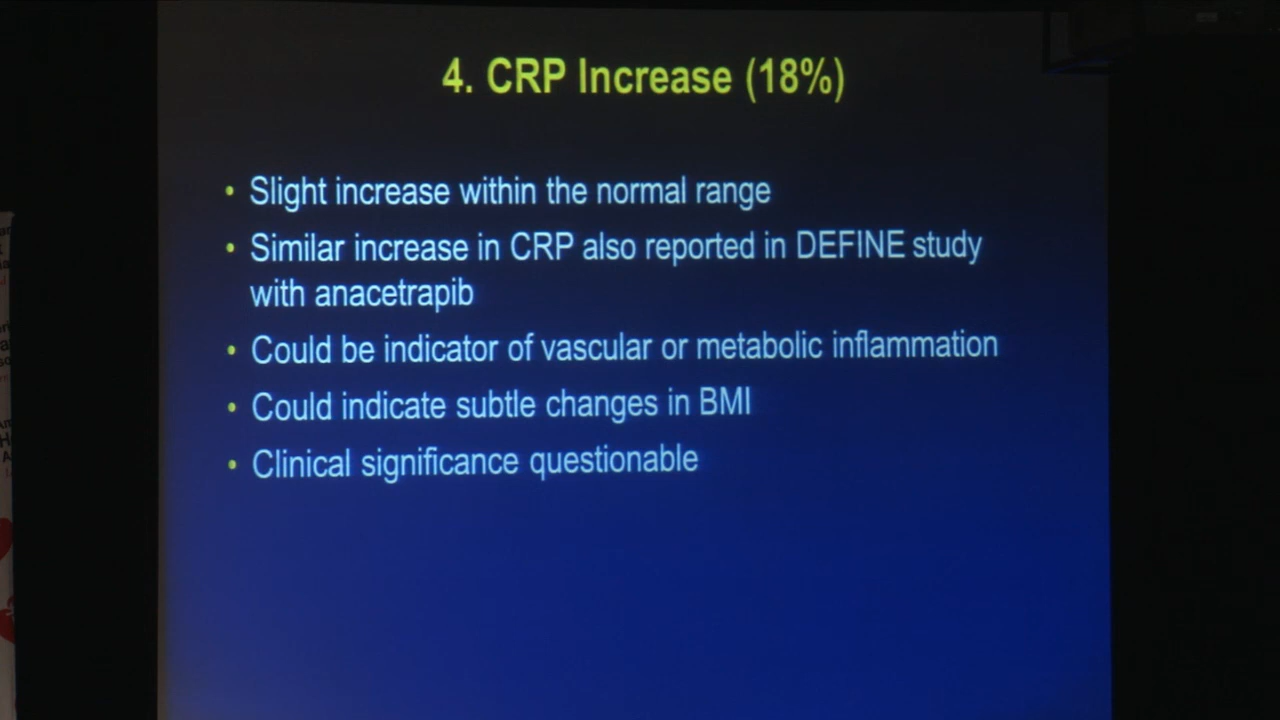 4. CRP Increase (18%)
• Slight increase within the normal range
• Similar increase in CRP also reported in DEFINE study
with anacetrapib
• Could be indicator of vascular or metabolic inflammation
• Could indicate subtle changes in BMI
• Clinical significance questionable